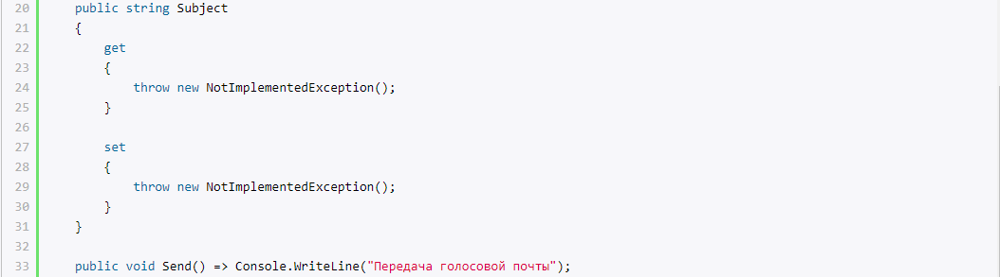 20 public string Subject
21 {
22 get
23 {
24 throw new NotImplementedException();
25 }
26
27 set
28 {
29 throw new NotImplementedException();
30 }
31 }
32
33 public void Send() => Console.WriteLine("Передача голосовой почты");